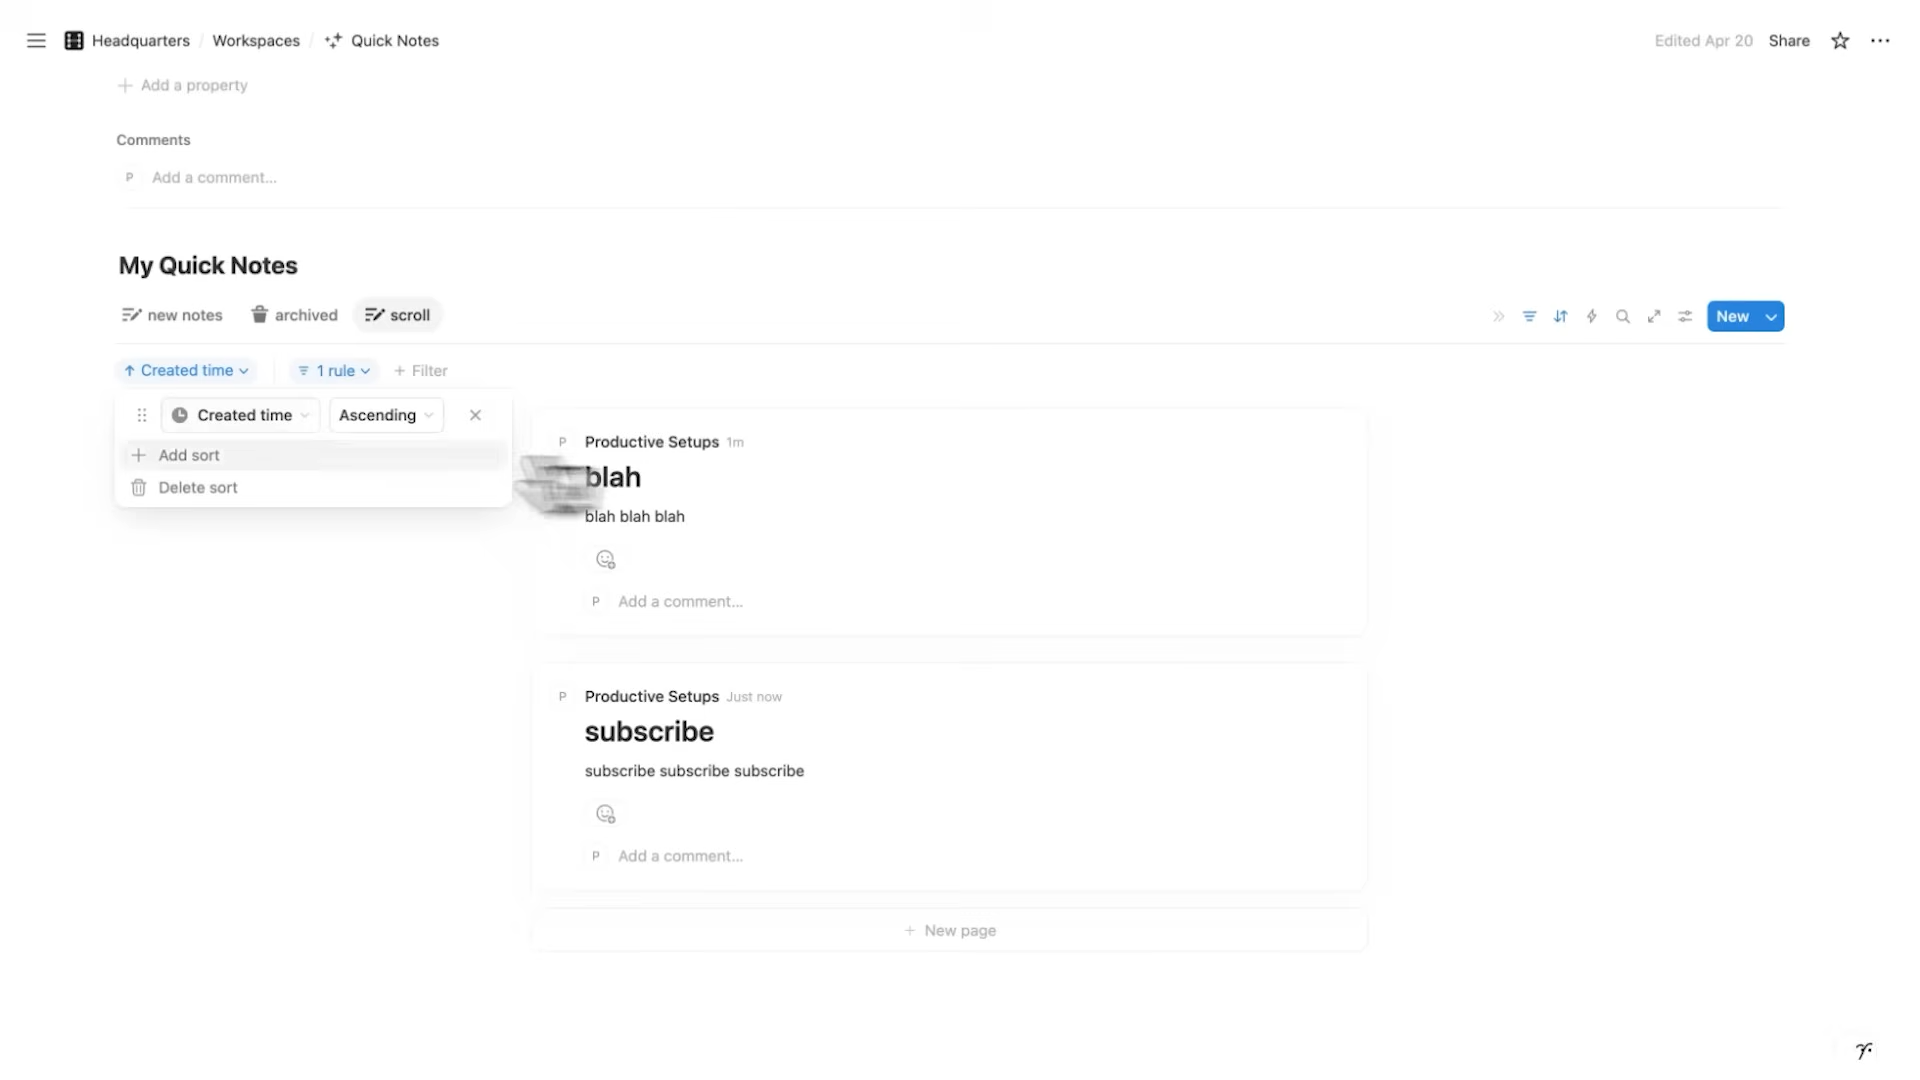 Headquarters / Workspaces / Quick Notes
Edited Apr 20 Share
Add a property
Comments
P Add a comment...
My Quick Notes
new notes archived scroll
New
Created time 1 rule + Filter
Created time Ascending
Add sort
Delete sort
P Productive Setups 1m
blah
blah blah blah
P Add a comment...
P Productive Setups Just now
subscribe
subscribe subscribe subscribe
P Add a comment...
+ New page